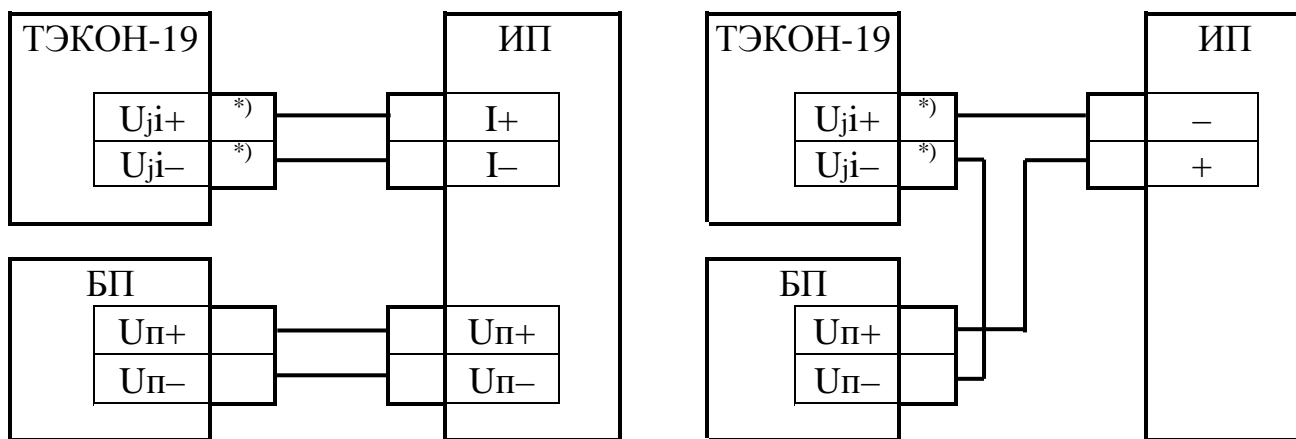 ТЭКОН-19
ИП
Uji+ *) I+
Uji– *) I–
БП
Uп+ Uп+
Uп– Uп–
ТЭКОН-19
ИП
Uji+ *) –
Uji– *) +
БП
Uп+
Uп–